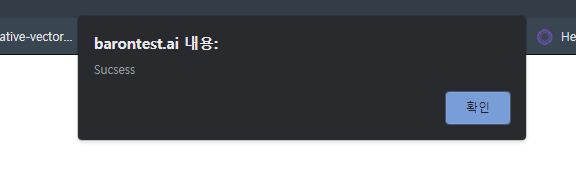 ative-vector...
He
barontest.ai 내용:
Sucsess
확인